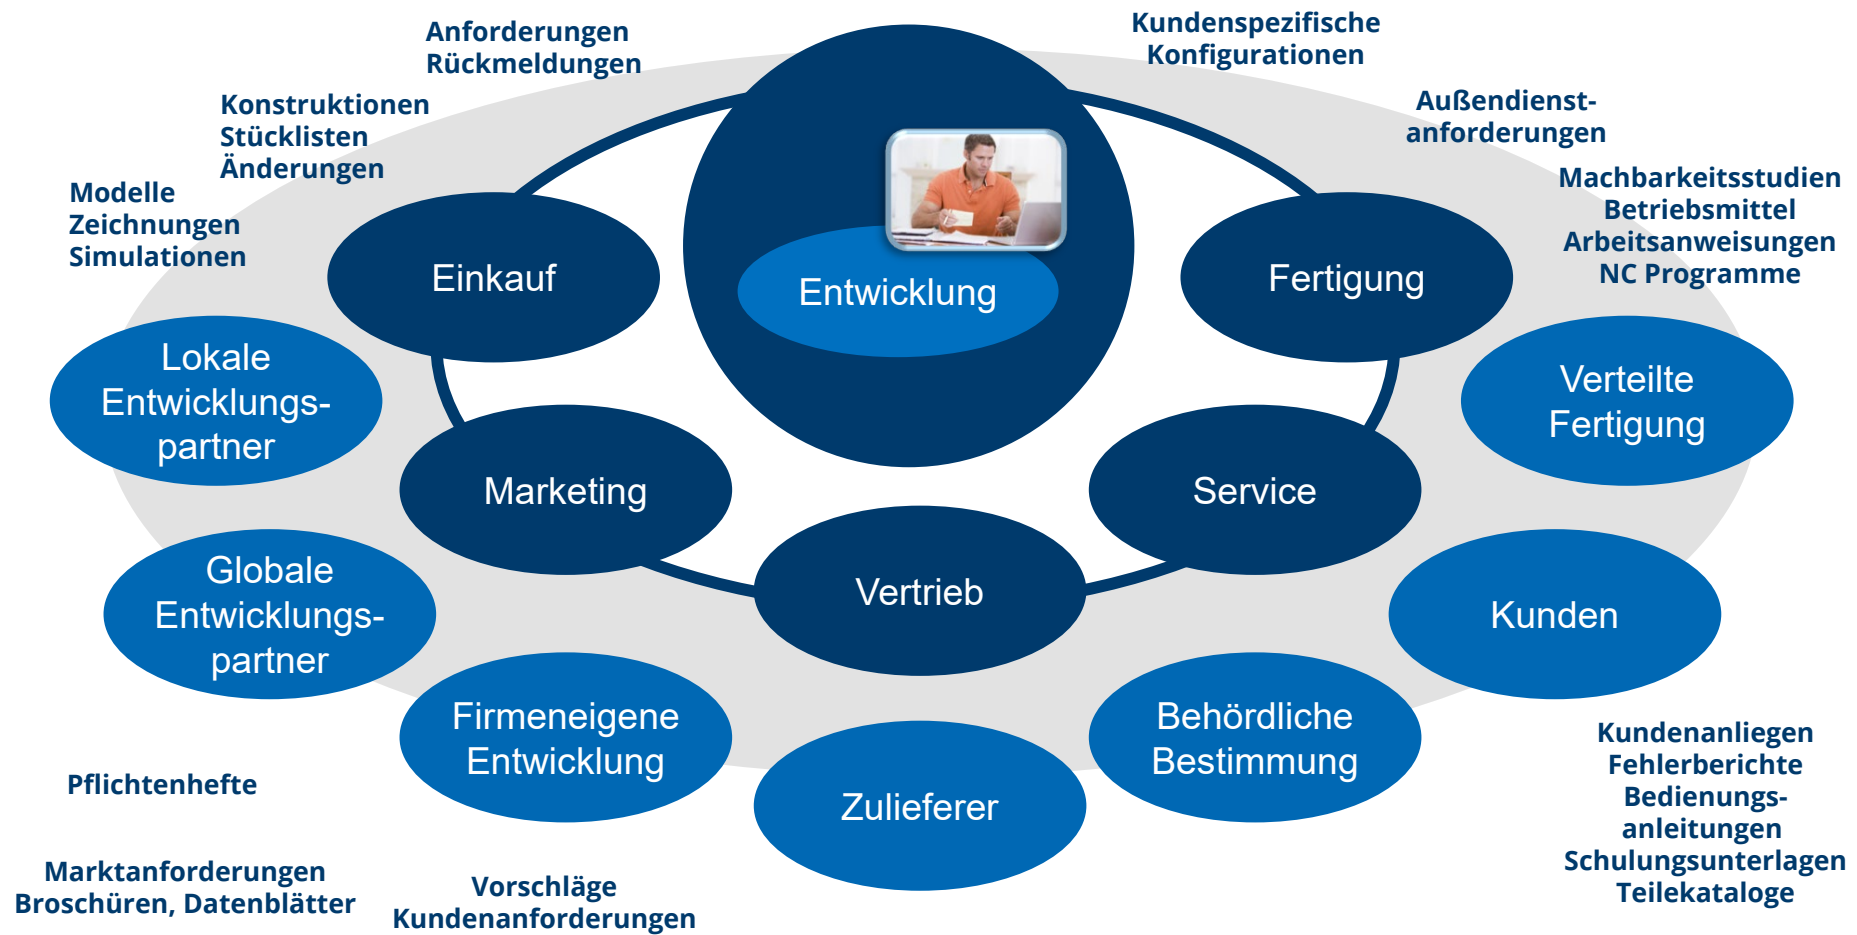 Anforderungen
Rückmeldungen
Kundenspezifische
Konfigurationen
Konstruktionen
Stücklisten
Änderungen
Außendienst-
anforderungen
Modelle
Zeichnungen
Simulationen
Machbarkeitsstudien
Betriebsmittel
Arbeitsanweisungen
NC Programme
Einkauf
Entwicklung
Fertigung
Lokale
Entwicklungs-
partner
Verteilte
Fertigung
Marketing
Service
Vertrieb
Globale
Entwicklungs-
partner
Kunden
Firmeneigene
Entwicklung
Behördliche
Bestimmung
Zulieferer
Pflichtenhefte
Marktanforderungen
Broschüren, Datenblätter
Vorschläge
Kundenanforderungen
Kundenanliegen
Fehlerberichte
Bedienungs-
anleitungen
Schulungsunterlagen
Teilekataloge